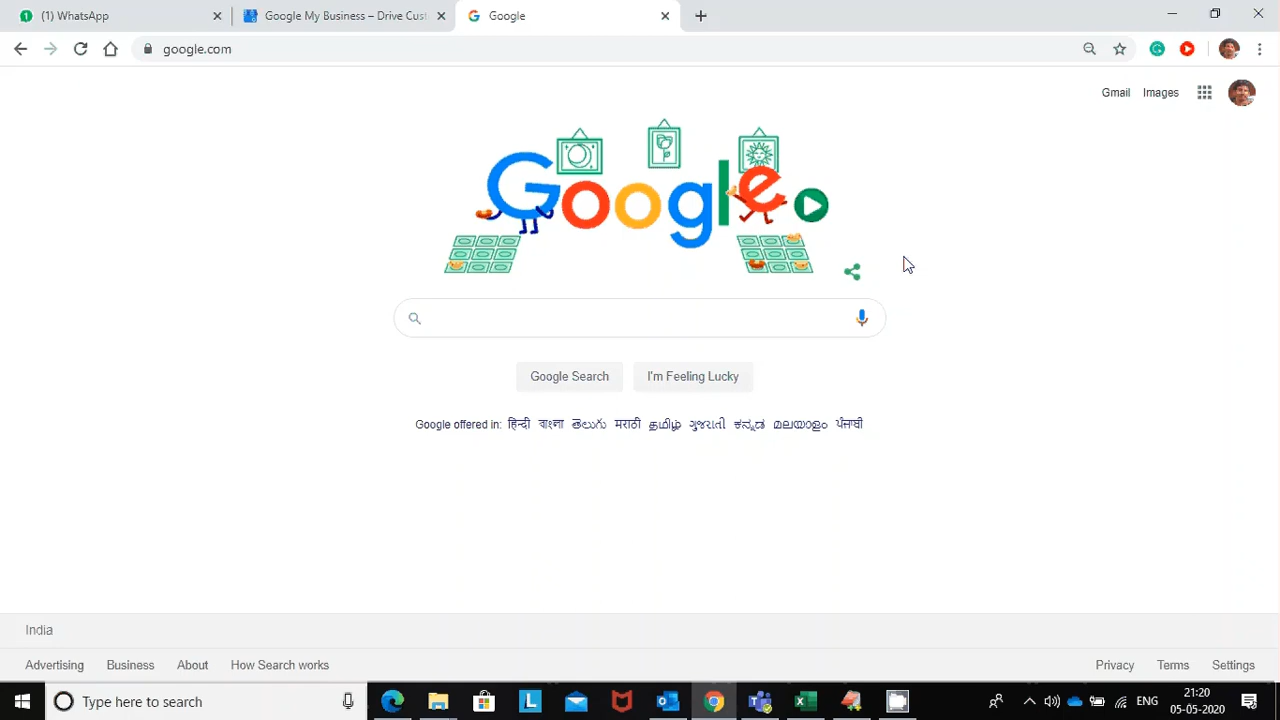 (1) WhatsApp
Google My Business – Drive Cust
Google
google.com
Gmail Images
Google
Google Search I'm Feeling Lucky
Google offered in: हिन्दी বাংলা తెలుగు मराठी தமிழ் ગુજરાતી ಕನ್ನಡ മലയാളം ਪੰਜਾਬੀ
India
Advertising Business About How Search works Privacy Terms Settings
Type here to search L ENG 21:20
05-05-2020